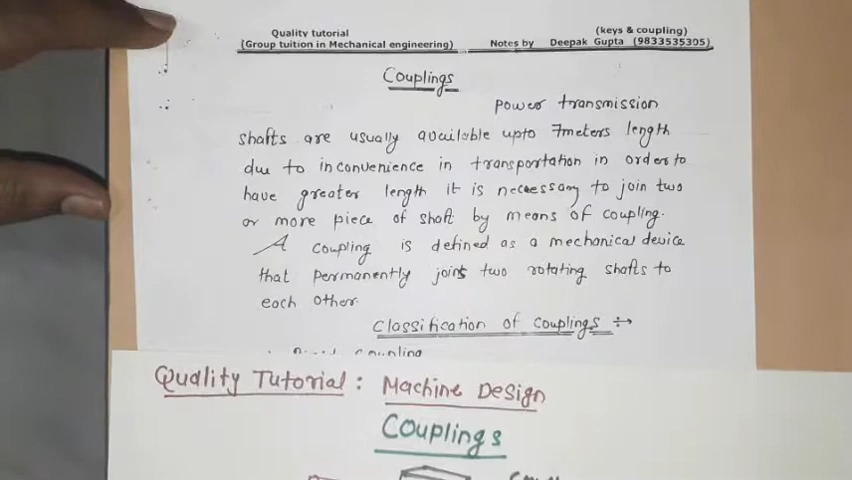 Quality tutorial (keys & coupling)
(Group tuition in Mechanical engineering) Notes by Deepak Gupta (9833535305)
Couplings
power transmission
shafts are usually available upto 7meters length
due to inconvenience in transportation in order to
have greater length it is necessary to join two
or more piece of shaft by means of coupling.
A coupling is defined as a mechanical device
that permanently joins two rotating shafts to
each other.
Classification of couplings :→
Quality Tutorial : Machine Design
Couplings